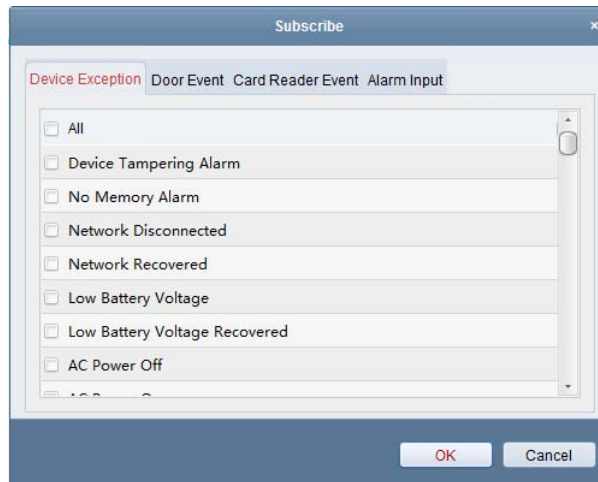 Subscribe ×
Device Exception Door Event Card Reader Event Alarm Input
All
Device Tampering Alarm
No Memory Alarm
Network Disconnected
Network Recovered
Low Battery Voltage
Low Battery Voltage Recovered
AC Power Off
OK Cancel